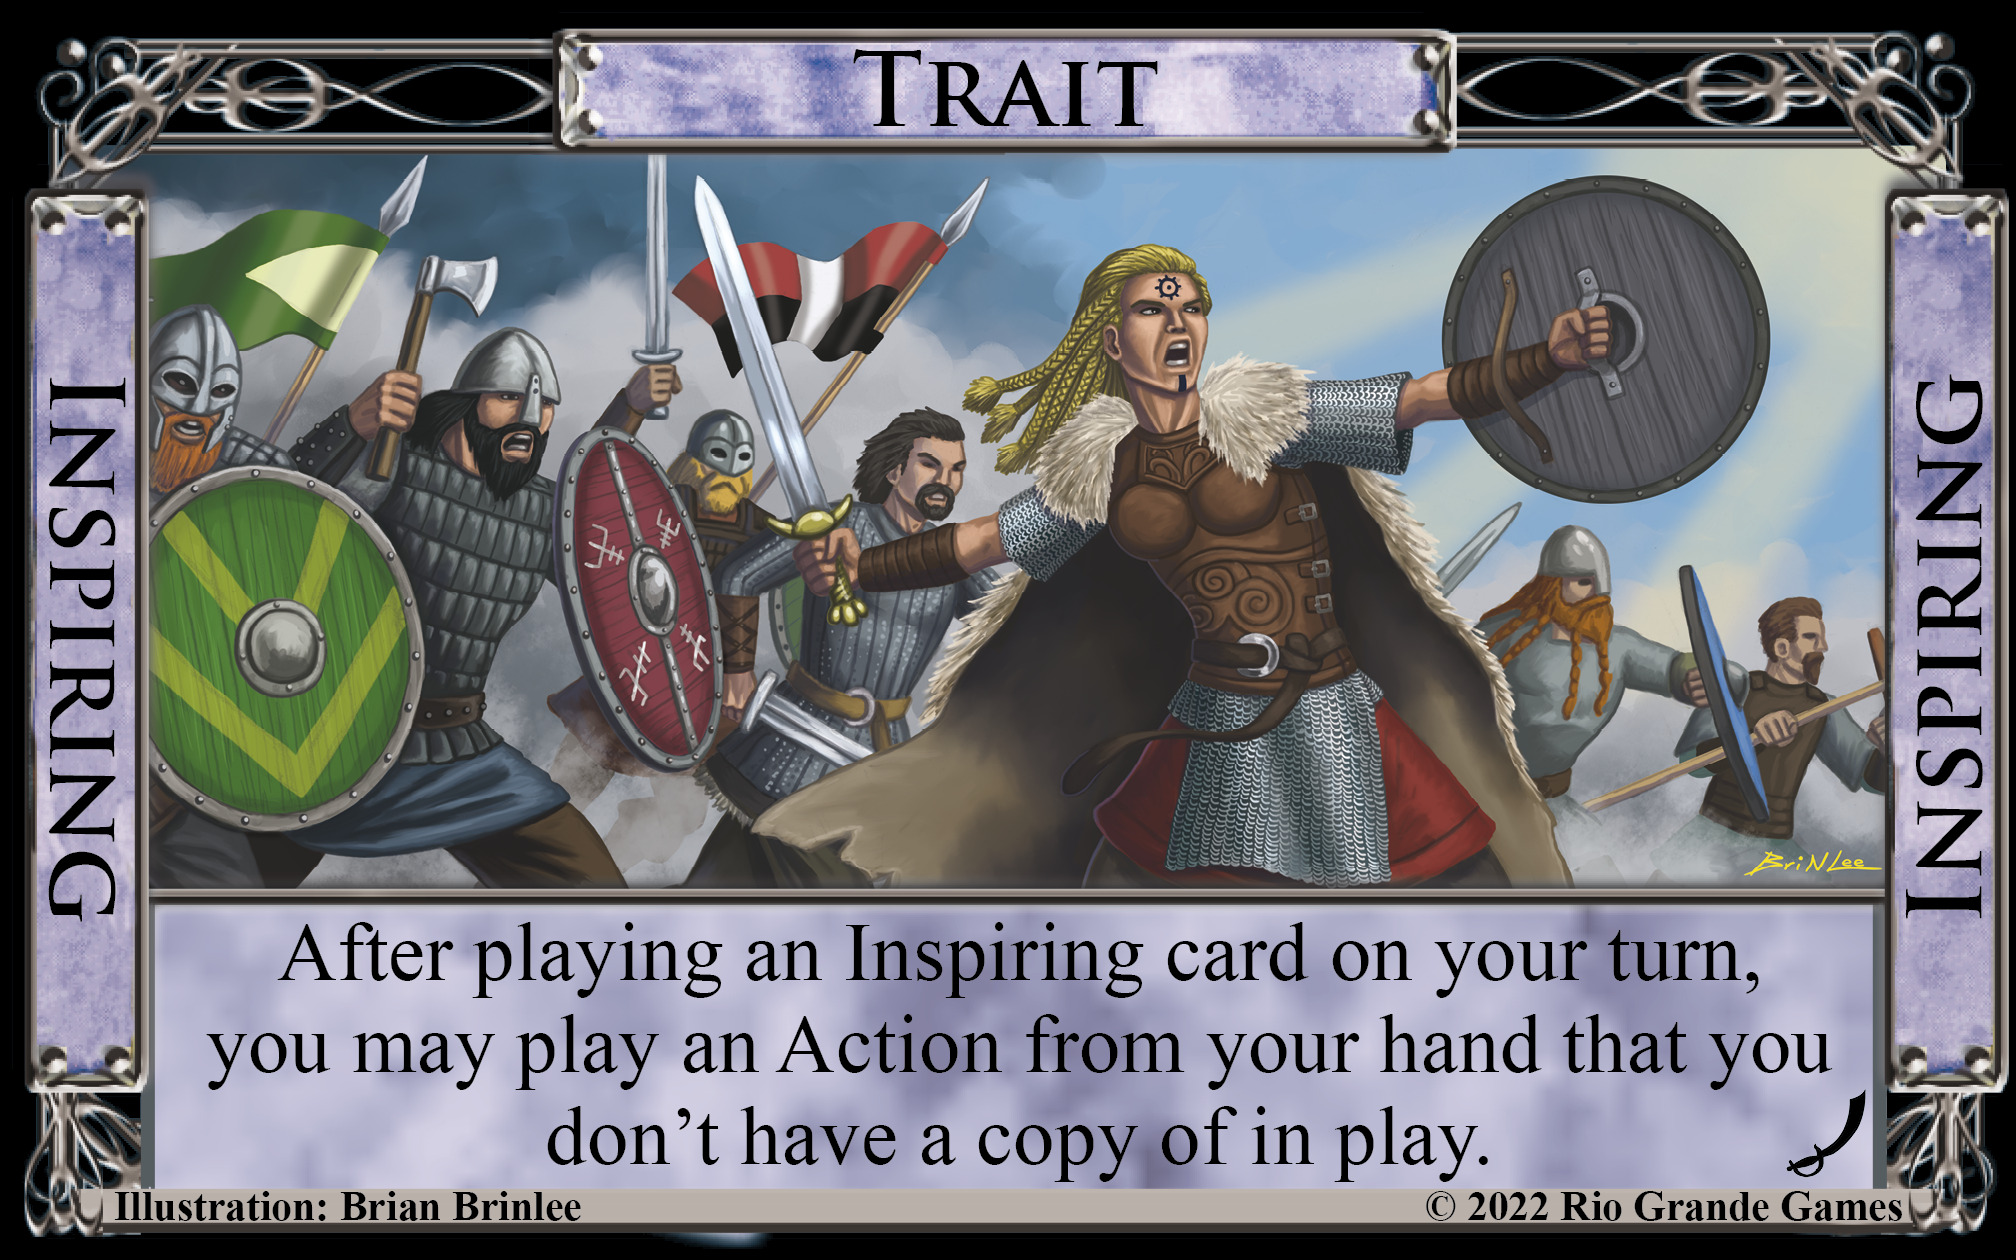 TRAIT
INSPIRING
INSPIRING
BriNLee
After playing an Inspiring card on your turn,
you may play an Action from your hand that you
don’t have a copy of in play.
Illustration: Brian Brinlee
© 2022 Rio Grande Games